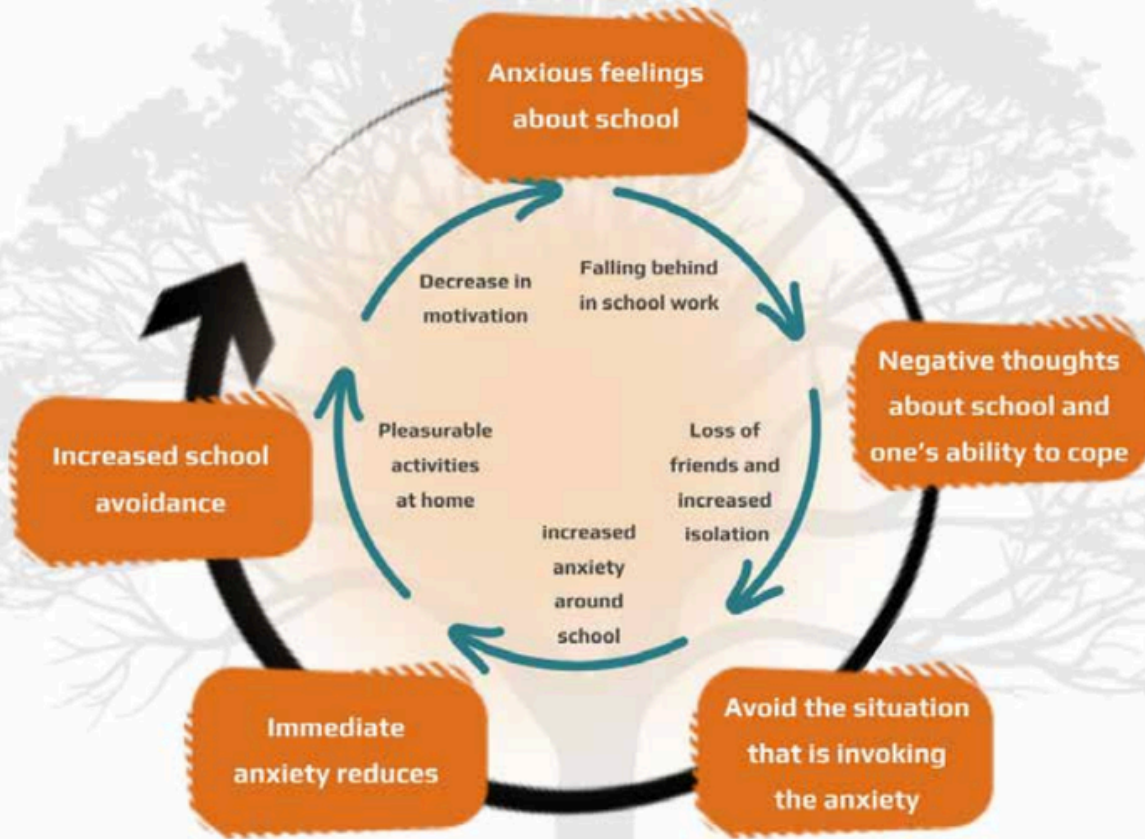 Anxious feelings
about school
Decrease in
motivation
Falling behind
in school work
Negative thoughts
about school and
one's ability to cope
Increased school
avoidance
Pleasurable
activities
at home
Loss of
friends and
increased
isolation
increased
anxiety
around
school
Immediate
anxiety reduces
Avoid the situation
that is invoking
the anxiety